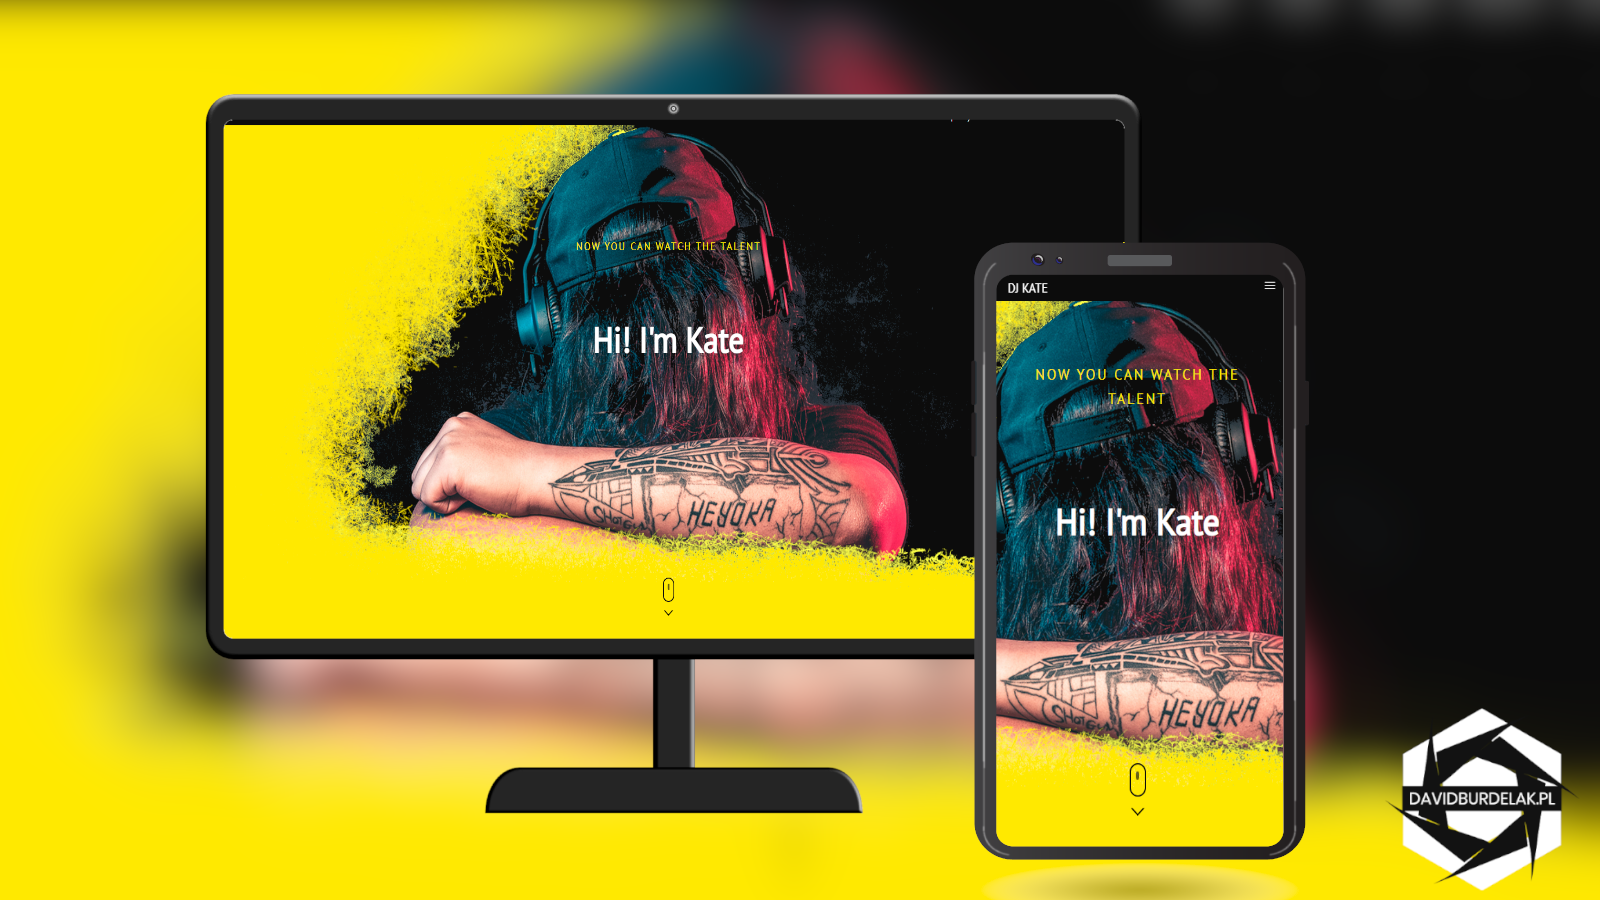 NOW YOU CAN WATCH THE TALENT
Hi! I'm Kate
HEYOKA
DJ KATE
NOW YOU CAN WATCH THE
TALENT
Hi! I'm Kate
HEYOKA
DAVIDBURDELAK.PL